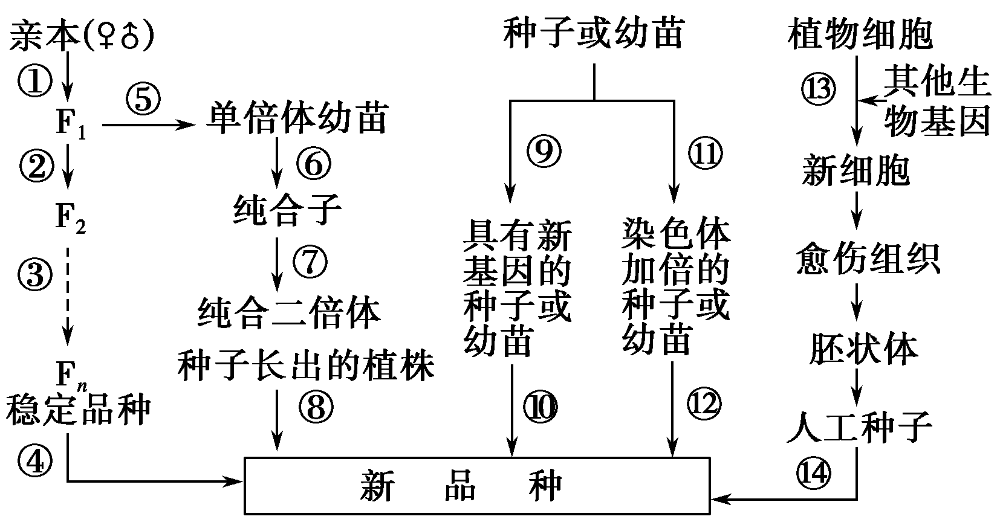 亲本(♀♂)
①
F1
②
F2
③
Fn
稳定品种
④
⑤
单倍体幼苗
⑥
纯合子
⑦
纯合二倍体
种子长出的植株
⑧
种子或幼苗
⑨
具有新
基因的
种子或
幼苗
⑩
⑪
染色体
加倍的
种子或
幼苗
⑫
植物细胞
⑬
其他生
物基因
新细胞
愈伤组织
胚状体
人工种子
⑭
新品种